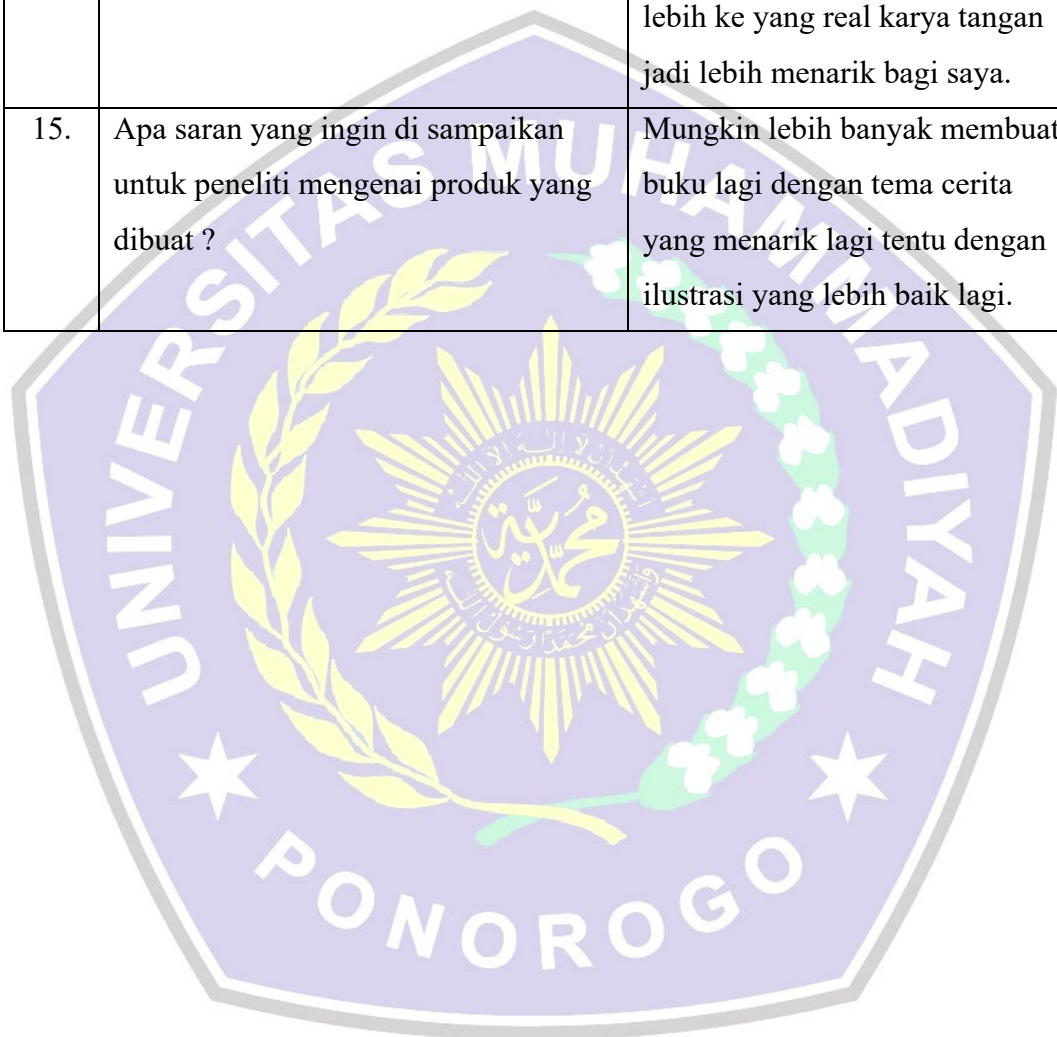 lebih ke yang real karya tangan
jadi lebih menarik bagi saya.
15.
Apa saran yang ingin di sampaikan
untuk peneliti mengenai produk yang
dibuat ?
Mungkin lebih banyak membuat
buku lagi dengan tema cerita
yang menarik lagi tentu dengan
ilustrasi yang lebih baik lagi.
UNIVERSITAS MUHAMMADIYAH
PONOROGO
محمدية